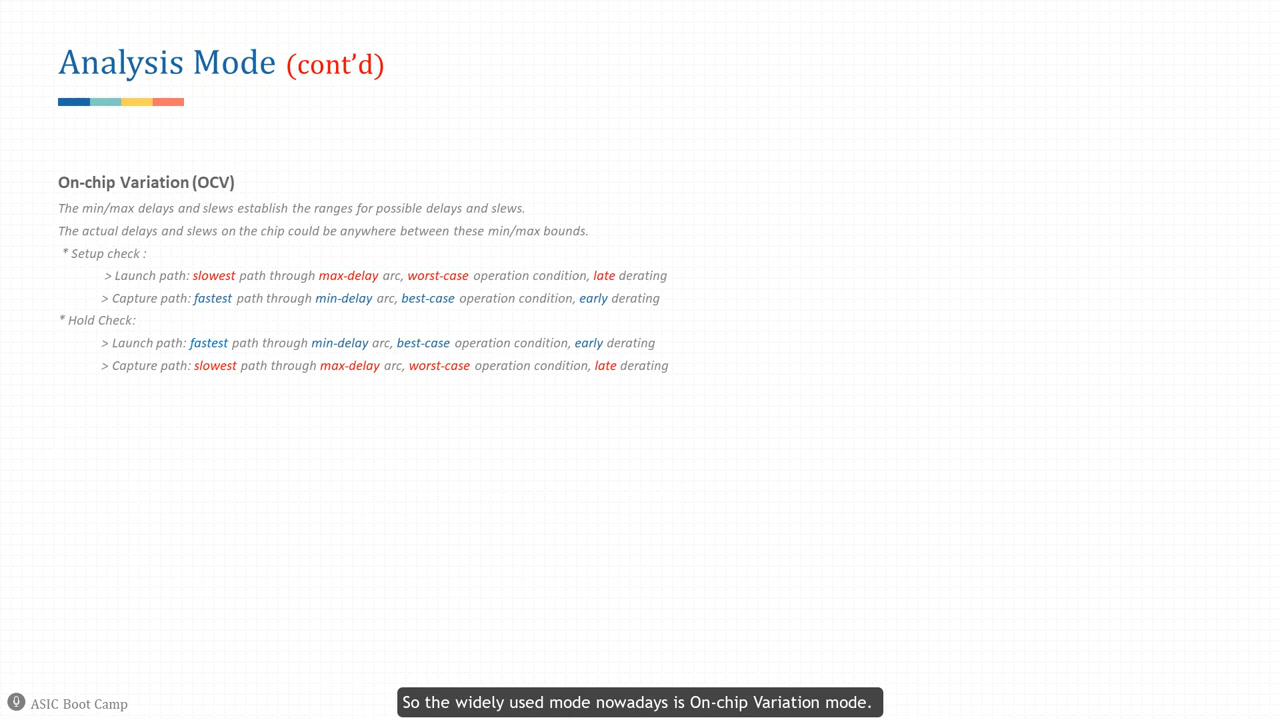 Analysis Mode (cont’d)
On-chip Variation (OCV)
The min/max delays and slews establish the ranges for possible delays and slews.
The actual delays and slews on the chip could be anywhere between these min/max bounds.
* Setup check :
> Launch path: slowest path through max-delay arc, worst-case operation condition, late derating
> Capture path: fastest path through min-delay arc, best-case operation condition, early derating
* Hold Check:
> Launch path: fastest path through min-delay arc, best-case operation condition, early derating
> Capture path: slowest path through max-delay arc, worst-case operation condition, late derating
ASIC Boot Camp
So the widely used mode nowadays is On-chip Variation mode.